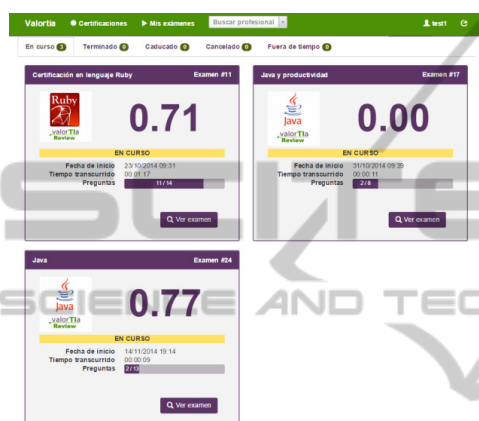 Valortia Certificaciones Mis exámenes Buscar profesional test1
En curso 3 Terminado 0 Caducado 0 Cancelado 0 Fuera de tiempo 0
Certificación en lenguaje Ruby Examen #11
Ruby
valorTIa
Review
0.71
EN CURSO
Fecha de inicio 23/10/2014 09:31
Tiempo transcurrido 00:01:17
Preguntas 11/14
Ver examen
Java y productividad Examen #17
Java
valorTIa
Review
0.00
EN CURSO
Fecha de inicio 31/10/2014 09:39
Tiempo transcurrido 00:00:11
Preguntas 2/8
Ver examen
Java Examen #24
Java
valorTIa
Review
0.77
EN CURSO
Fecha de inicio 14/11/2014 19:14
Tiempo transcurrido 00:00:09
Preguntas 2/13
Ver examen
SCIENCE AND TEC